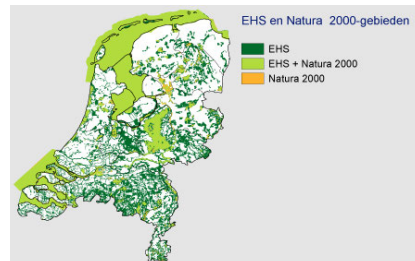 EHS en Natura 2000-gebieden
EHS
EHS + Natura 2000
Natura 2000